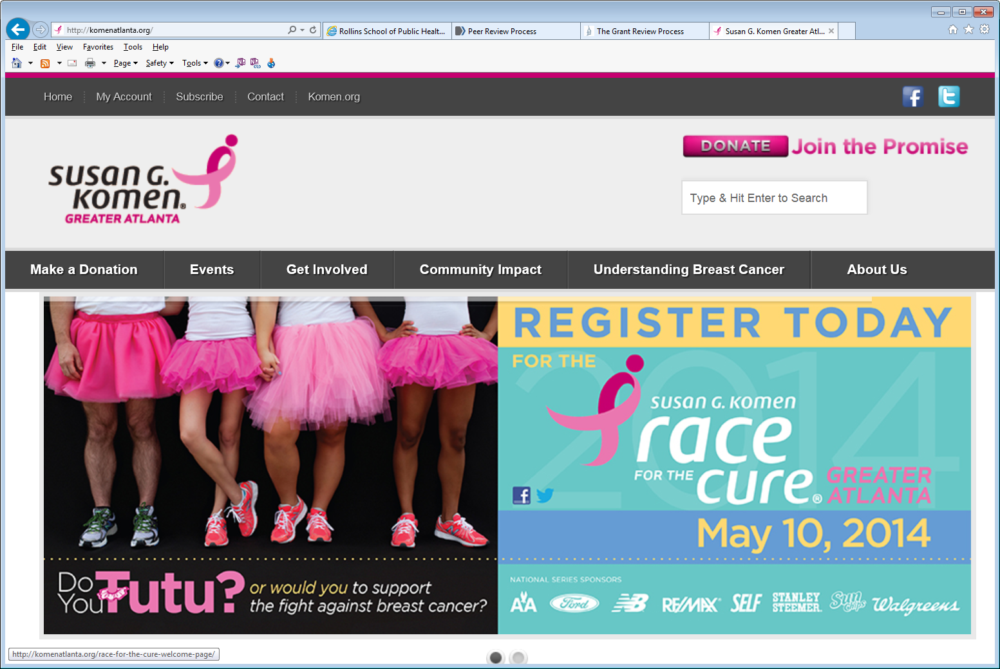 http://komenatlanta.org/
Rollins School of Public Healt...
Peer Review Process
The Grant Review Process
Susan G. Komen Greater Atl...
File Edit View Favorites Tools Help
Page Safety Tools
Home My Account Subscribe Contact Komen.org
susan G.
komen®
GREATER ATLANTA
DONATE Join the Promise
Type & Hit Enter to Search
Make a Donation Events Get Involved Community Impact Understanding Breast Cancer About Us
REGISTER TODAY
FOR THE
2014
susan G. komen
race
FOR THE cure®
GREATER
ATLANTA
May 10, 2014
Do
You Tutu?
or would you to support
the fight against breast cancer?
NATIONAL SERIES SPONSORS
AA Ford NB RE/MAX SELF STANLEY STEEMER Sun Chips Walgreens
http://komenatlanta.org/race-for-the-cure-welcome-page/